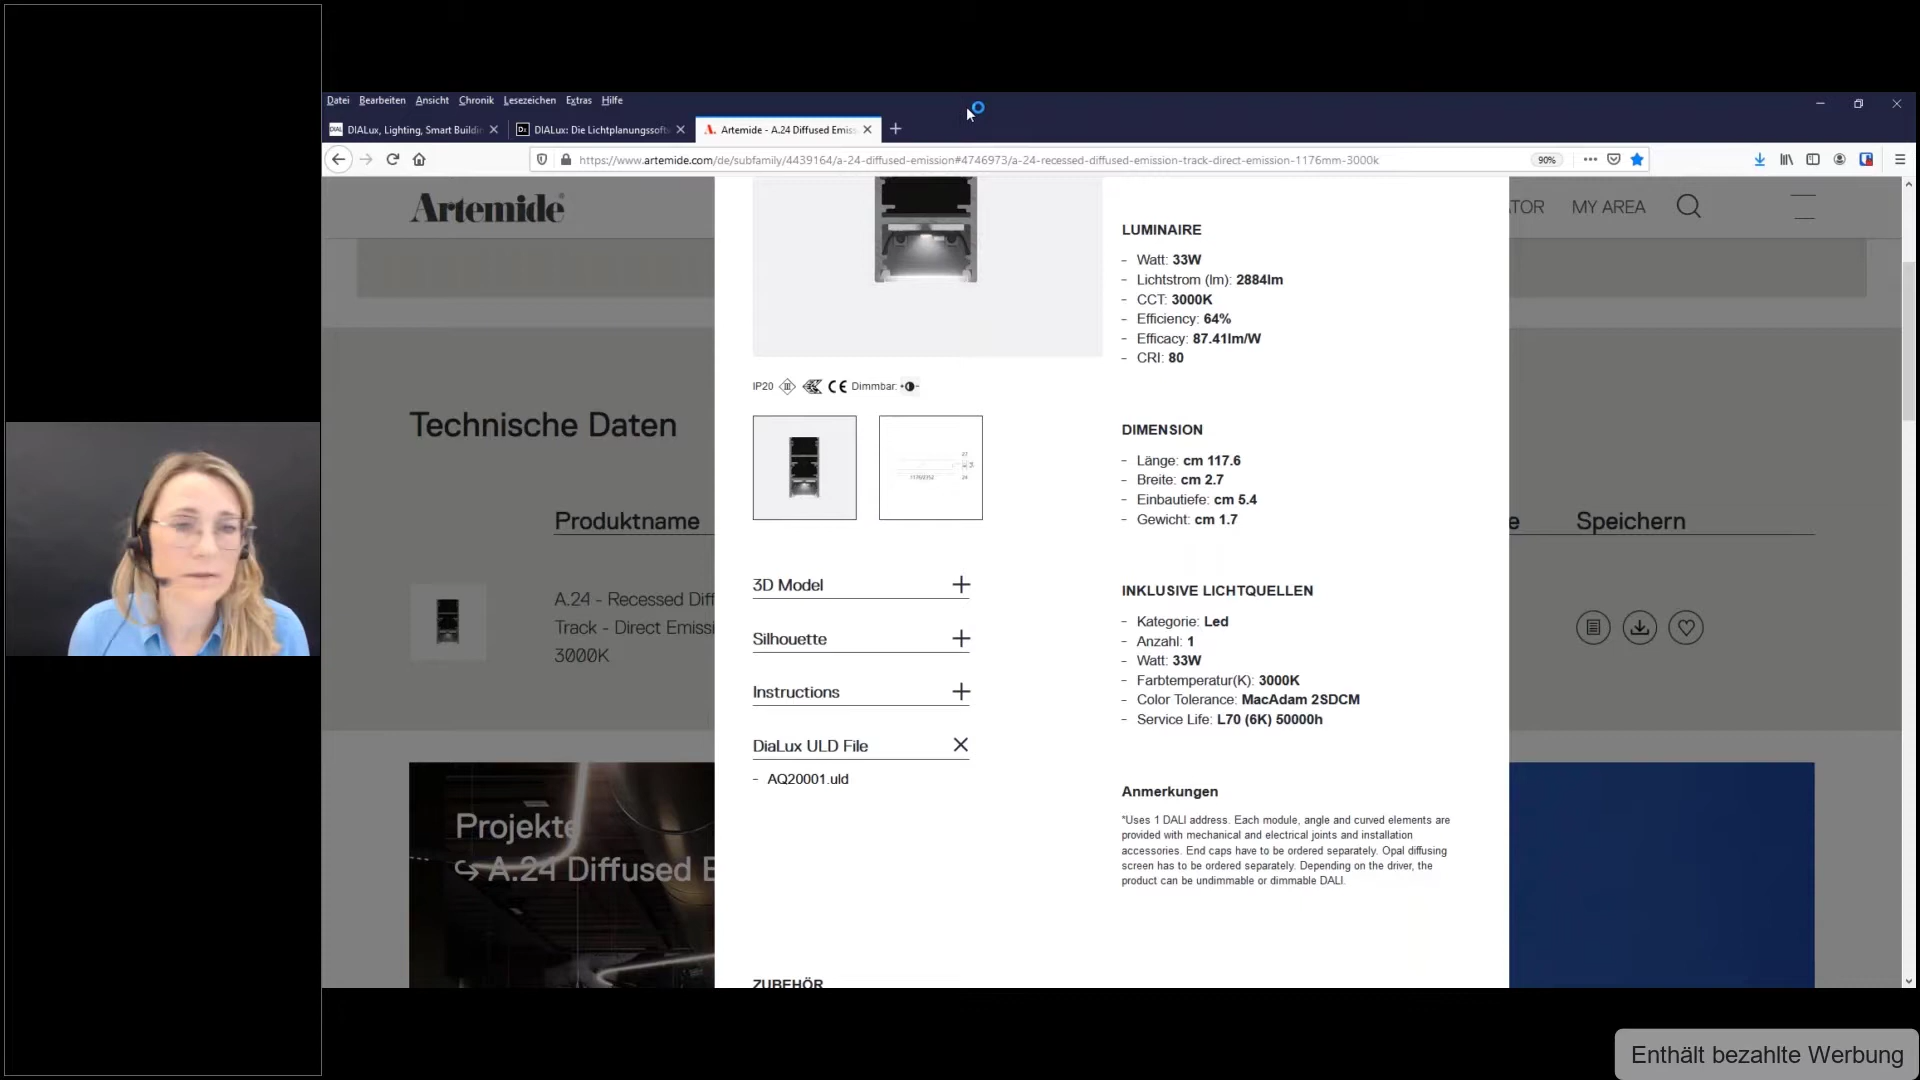 Datei Bearbeiten Ansicht Chronik Lesezeichen Extras Hilfe
DIALux, Lighting, Smart Buildin
DIALux: Die Lichtplanungssoft
Artemide - A.24 Diffused Emiss
https://www.artemide.com/de/subfamily/4439164/a-24-diffused-emission#4746973/a-24-recessed-diffused-emission-track-direct-emission-1176mm-3000k
90%
Artemide
ATOR MY AREA
Technische Daten
Produktname
e
Speichern
A.24 - Recessed Diff
Track - Direct Emissi
3000K
Projekte
A.24 Diffused E
IP20
CE Dimmbar:
3D Model
Silhouette
Instructions
DiaLux ULD File
- AQ20001.uld
ZUBEHÖR
LUMINAIRE
- Watt: 33W
- Lichtstrom (lm): 2884lm
- CCT: 3000K
- Efficiency: 64%
- Efficacy: 87.41lm/W
- CRI: 80
DIMENSION
- Länge: cm 117.6
- Breite: cm 2.7
- Einbautiefe: cm 5.4
- Gewicht: cm 1.7
INKLUSIVE LICHTQUELLEN
- Kategorie: Led
- Anzahl: 1
- Watt: 33W
- Farbtemperatur(K): 3000K
- Color Tolerance: MacAdam 2SDCM
- Service Life: L70 (6K) 50000h
Anmerkungen
*Uses 1 DALI address. Each module, angle and curved elements are
provided with mechanical and electrical joints and installation
accessories. End caps have to be ordered separately. Opal diffusing
screen has to be ordered separately. Depending on the driver, the
product can be undimmable or dimmable DALI.
Enthält bezahlte Werbung